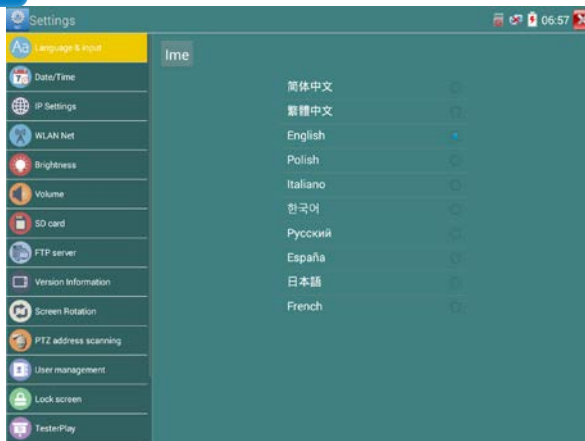 Settings
06:57
Language & input
Date/Time
IP Settings
WLAN Net
Brightness
Volume
SD card
FTP server
Version Information
Screen Rotation
PTZ address scanning
User management
Lock screen
TesterPlay
Ime
简体中文
繁體中文
English
Polish
Italiano
한국어
Русский
España
日本語
French